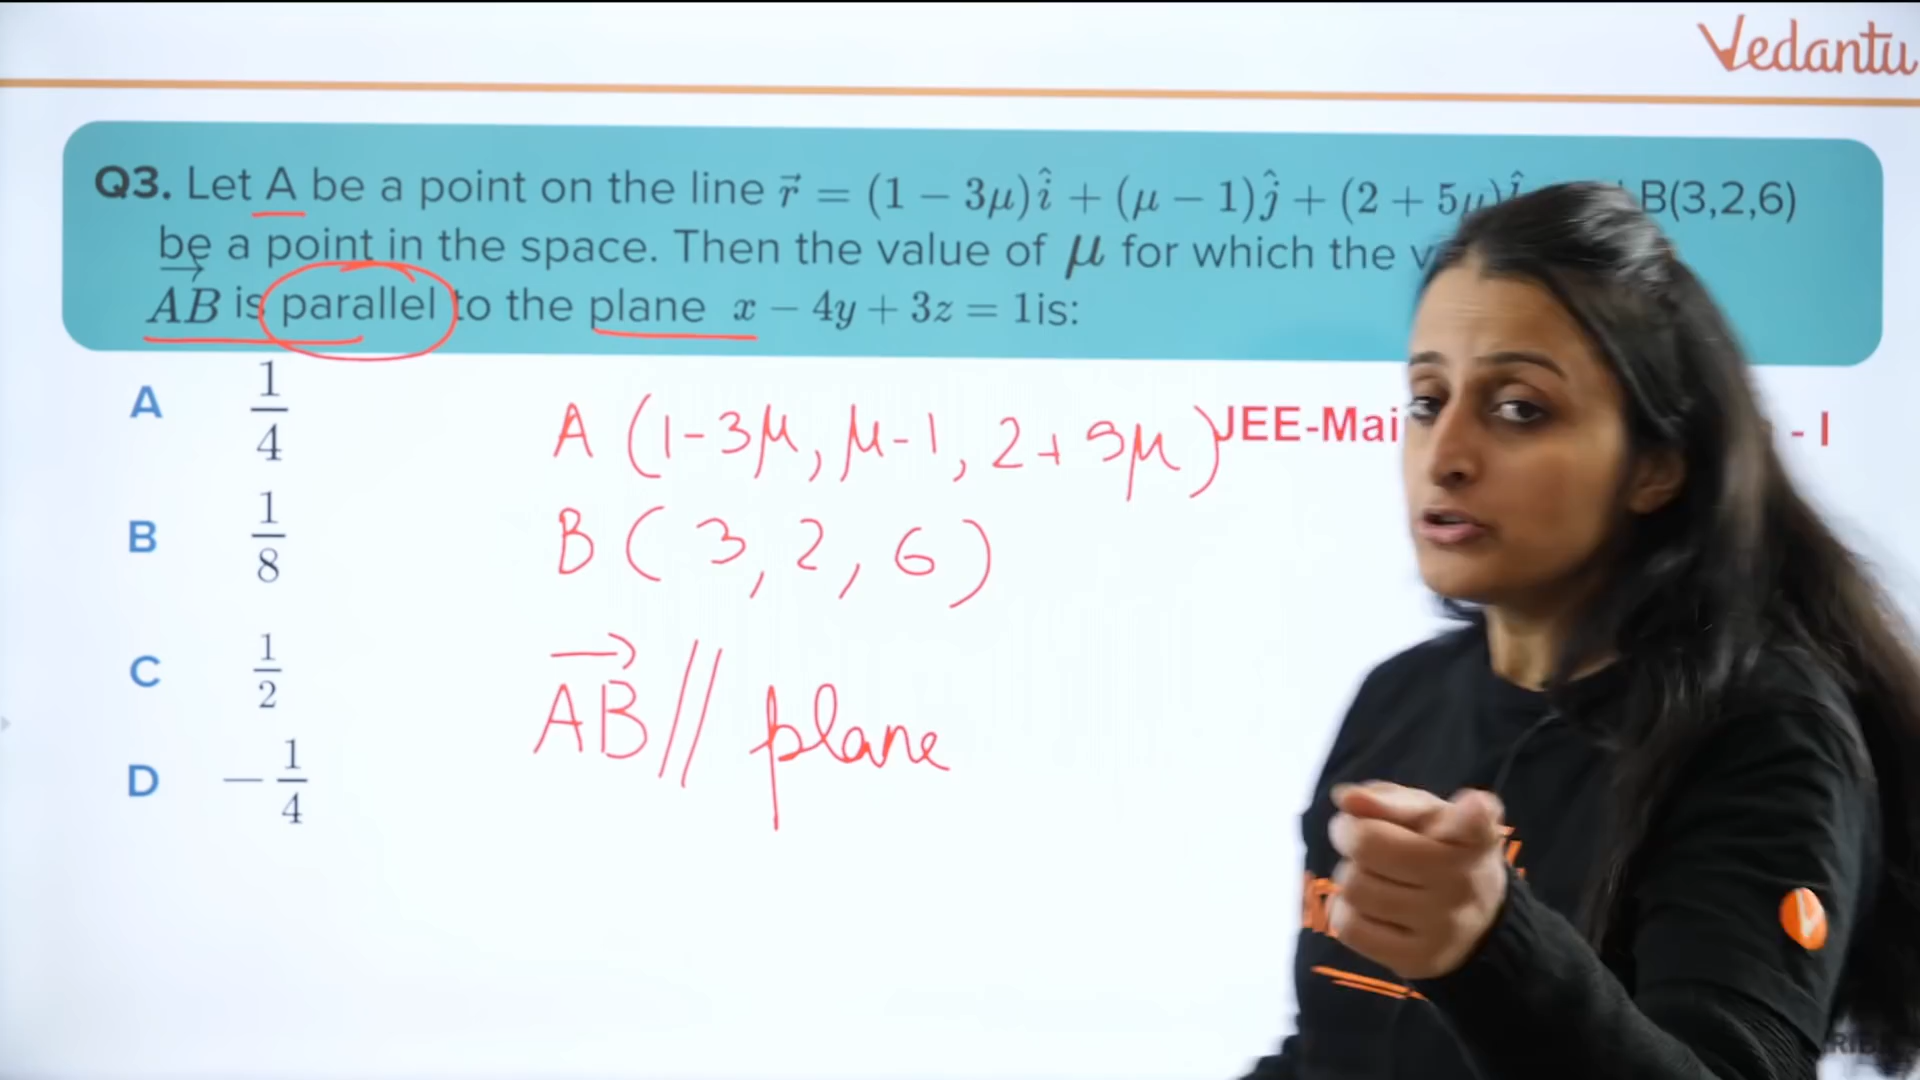 Vedantu
Q3. Let A be a point on the line r⃗ = (1 − 3μ)î + (μ − 1)ĵ + (2 + 5μ) B(3,2,6)
be a point in the space. Then the value of μ for which the
AB⃗ is parallel to the plane x − 4y + 3z = 1 is:
A 1/4
B 1/8
C 1/2
D −1/4
JEE-Mai - I
A (1-3μ, μ-1, 2+5μ)
B (3, 2, 6)
AB⃗ // plane